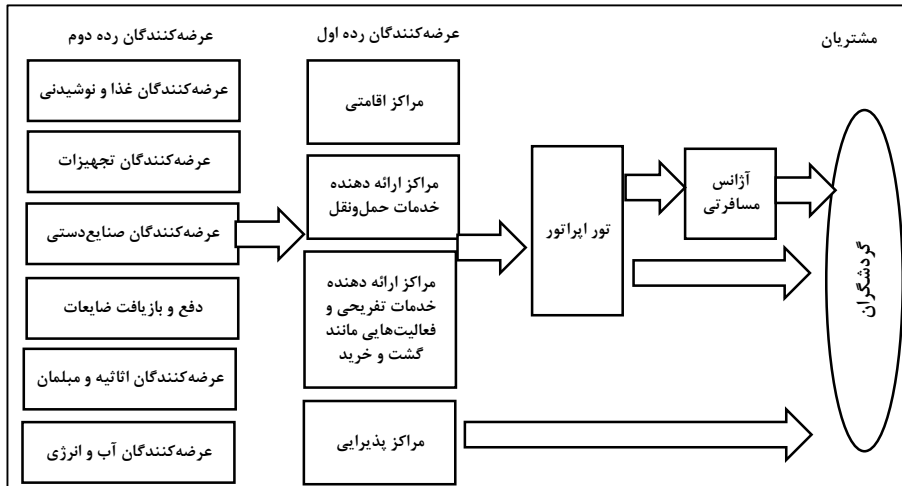 عرضه‌کنندگان رده دوم
عرضه‌کنندگان غذا و نوشیدنی
عرضه‌کنندگان تجهیزات
عرضه‌کنندگان صنایع‌دستی
دفع و بازیافت ضایعات
عرضه‌کنندگان اثاثیه و مبلمان
عرضه‌کنندگان آب و انرژی
عرضه‌کنندگان رده اول
مراکز اقامتی
مراکز ارائه دهنده
خدمات حمل‌ونقل
مراکز ارائه دهنده
خدمات تفریحی و
فعالیت‌هایی مانند
گشت و خرید
مراکز پذیرایی
تور اپراتور
آژانس
مسافرتی
مشتریان
گردشگران